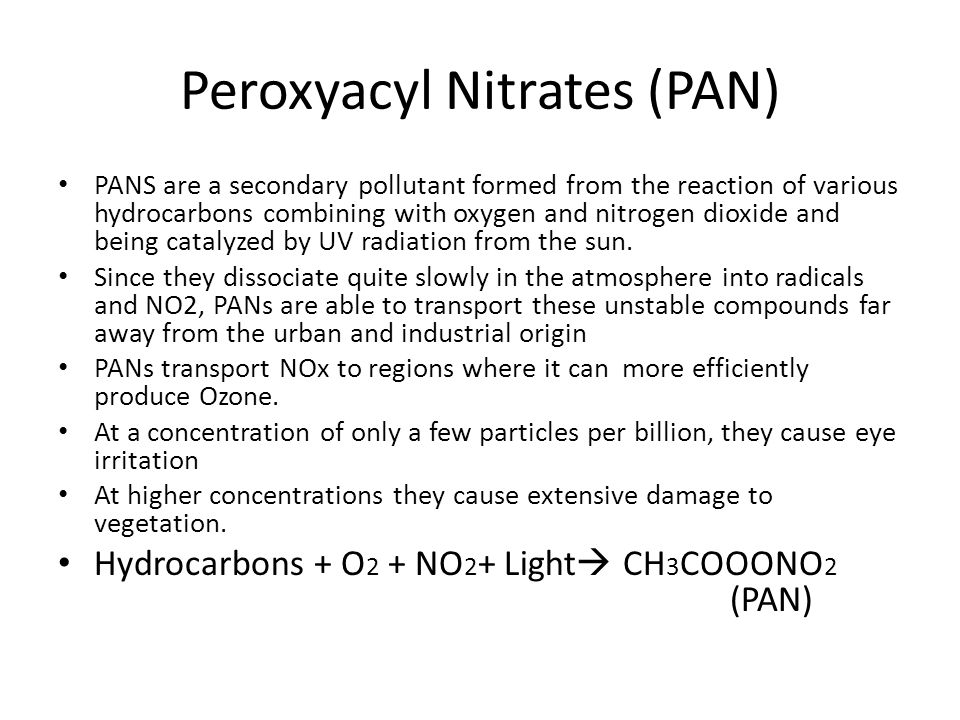 Peroxyacyl Nitrates (PAN)
• PANS are a secondary pollutant formed from the reaction of various
hydrocarbons combining with oxygen and nitrogen dioxide and
being catalyzed by UV radiation from the sun.
• Since they dissociate quite slowly in the atmosphere into radicals
and NO2, PANs are able to transport these unstable compounds far
away from the urban and industrial origin
• PANs transport NOx to regions where it can more efficiently
produce Ozone.
• At a concentration of only a few particles per billion, they cause eye
irritation
• At higher concentrations they cause extensive damage to
vegetation.
• Hydrocarbons + O2 + NO2+ Light→ CH3COOONO2
(PAN)